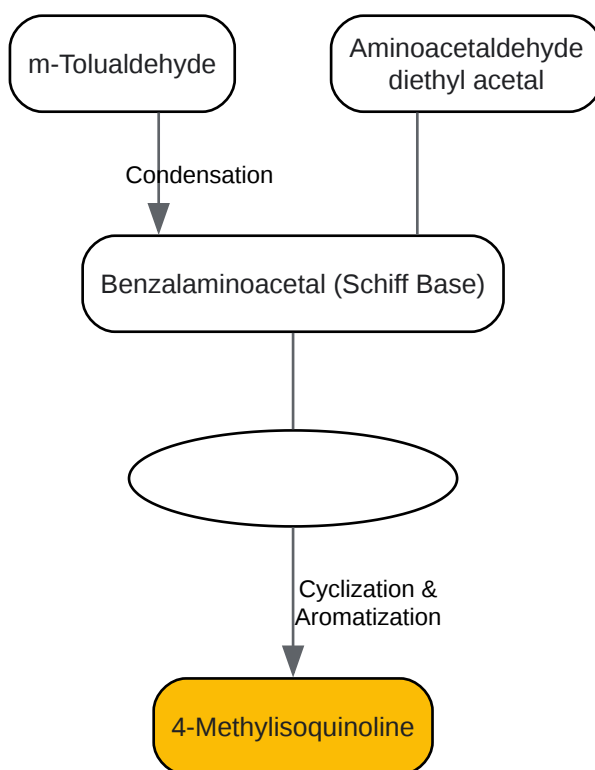 m-Tolualdehyde
Aminoacetaldehyde
diethyl acetal
Condensation
Benzalaminoacetal (Schiff Base)
Cyclization &
Aromatization
4-Methylisoquinoline